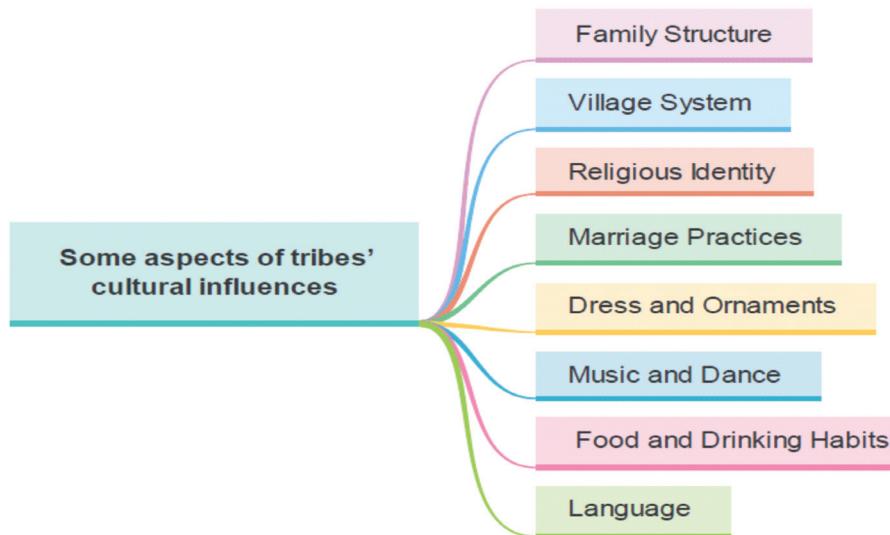 Some aspects of tribes’
cultural influences
Family Structure
Village System
Religious Identity
Marriage Practices
Dress and Ornaments
Music and Dance
Food and Drinking Habits
Language